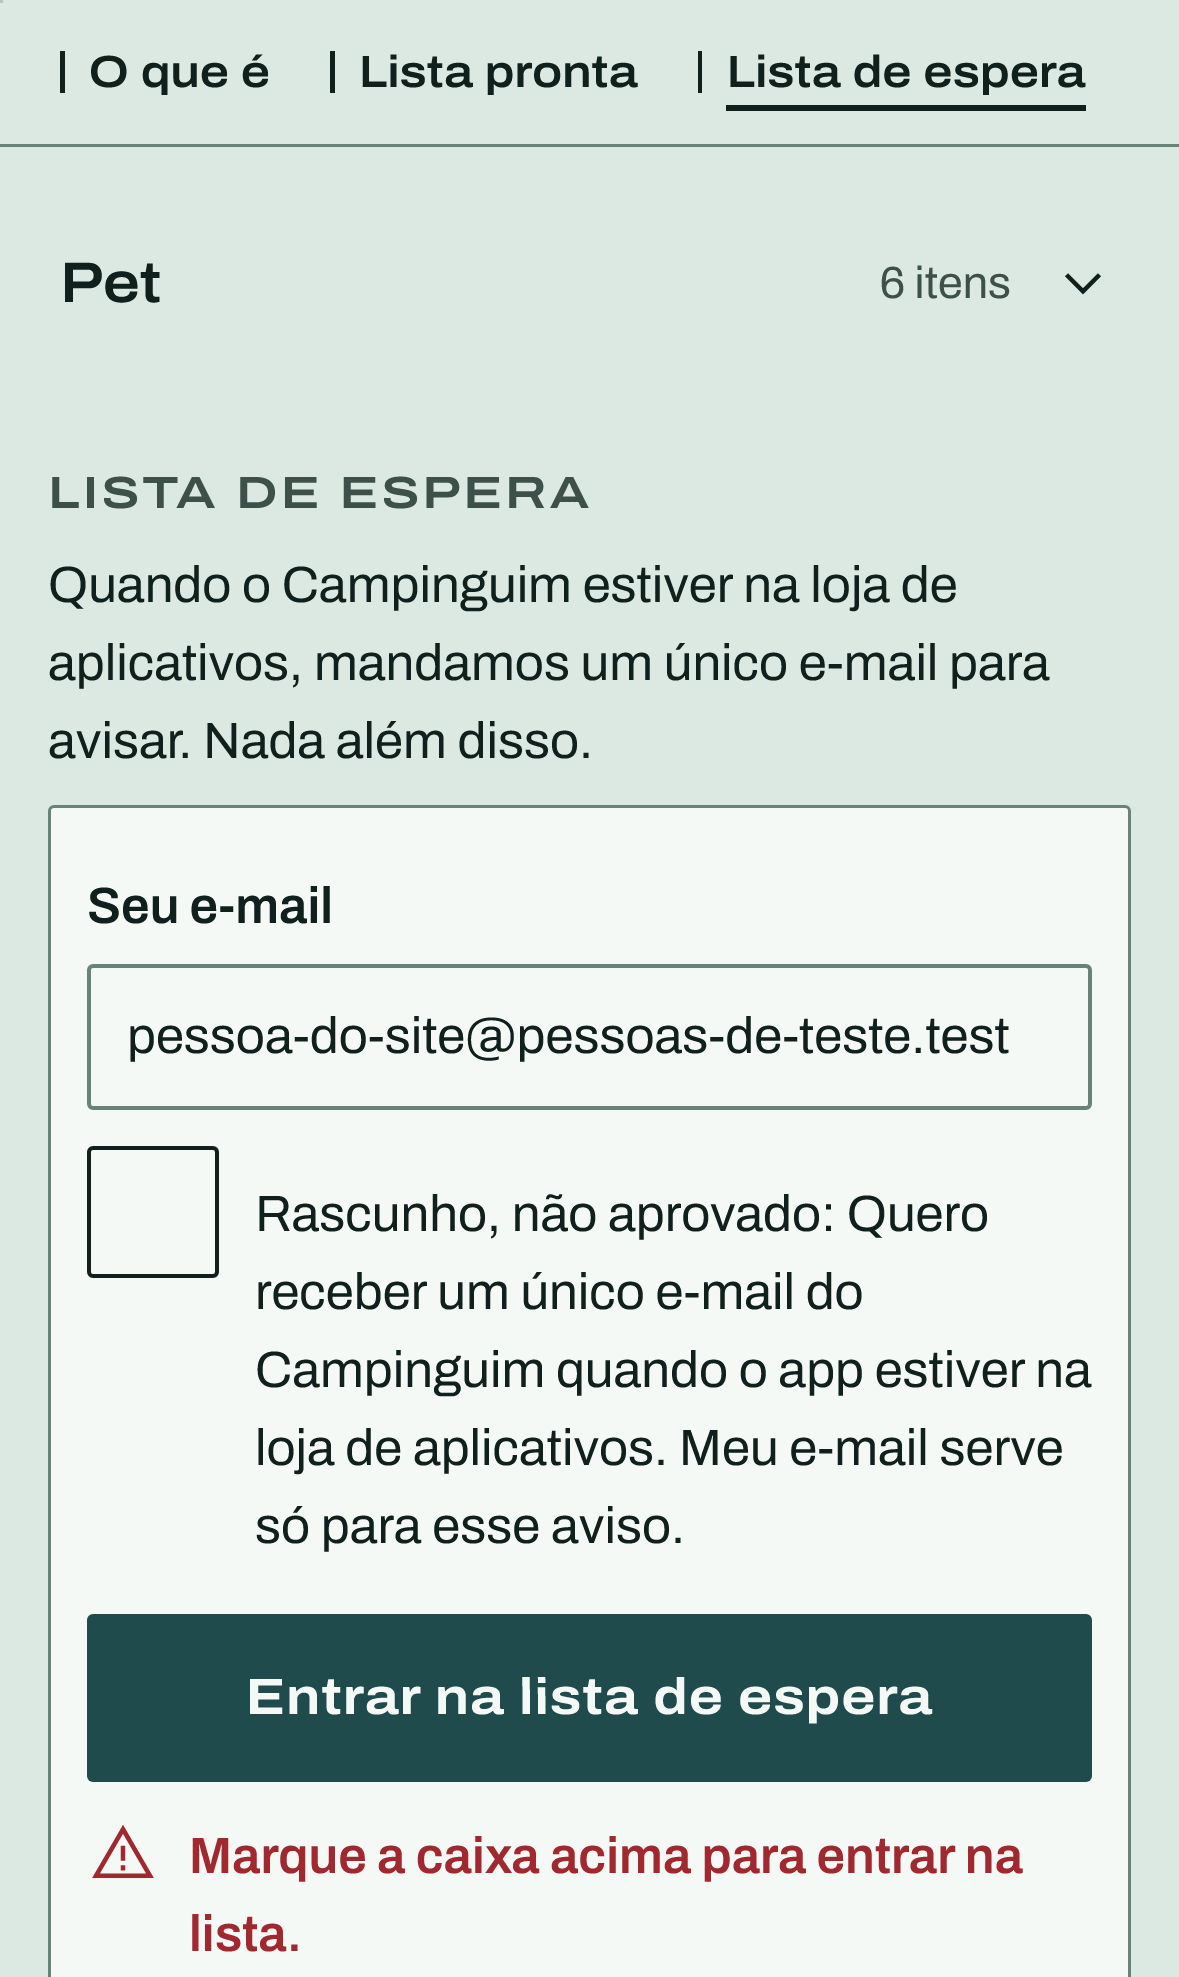 O que é
Lista pronta
Lista de espera
Pet
6 itens
LISTA DE ESPERA
Quando o Campinguim estiver na loja de
aplicativos, mandamos um único e-mail para
avisar. Nada além disso.
Seu e-mail
pessoa-do-site@pessoas-de-teste.test
Rascunho, não aprovado: Quero
receber um único e-mail do
Campinguim quando o app estiver na
loja de aplicativos. Meu e-mail serve
só para esse aviso.
Entrar na lista de espera
Marque a caixa acima para entrar na
lista.